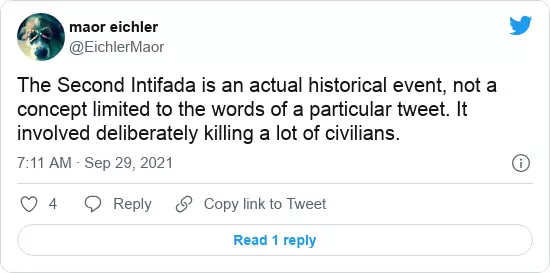 maor eichler
@EichlerMaor
The Second Intifada is an actual historical event, not a
concept limited to the words of a particular tweet. It
involved deliberately killing a lot of civilians.
7:11 AM · Sep 29, 2021
4 Reply Copy link to Tweet
Read 1 reply